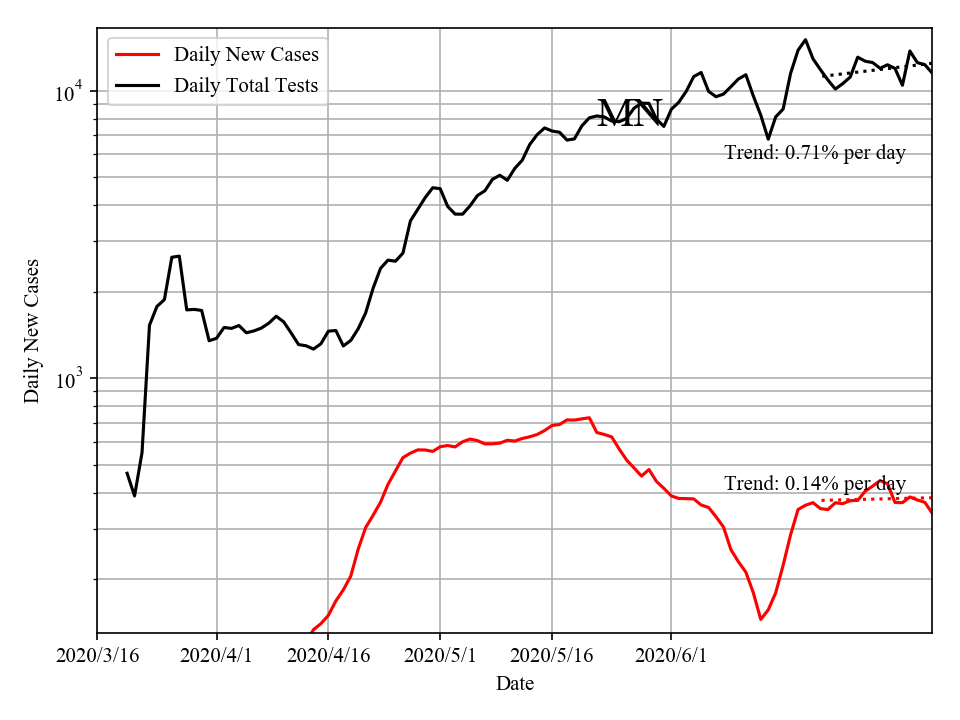 Daily New Cases
Daily Total Tests
10^4
MN
Trend: 0.71% per day
Daily New Cases
10^3
Trend: 0.14% per day
2020/3/16 2020/4/1 2020/4/16 2020/5/1 2020/5/16 2020/6/1
Date